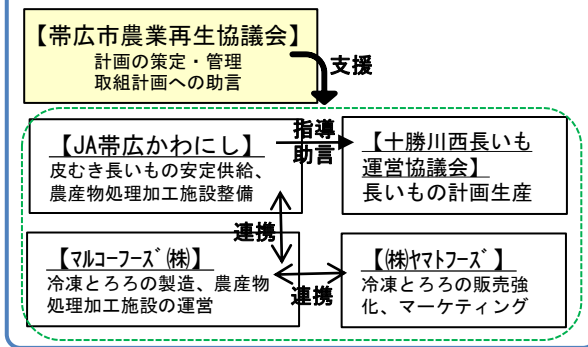 【帯広市農業再生協議会】
計画の策定・管理
取組計画への助言
支援
【JA帯広かわにし】
皮むき長いもの安定供給、
農産物処理加工施設整備
指導
助言
【十勝川西長いも
運営協議会】
長いもの計画生産
連携
【ﾏﾙｺｰﾌｰｽﾞ(株)】
冷凍とろろの製造、農産物
処理加工施設の運営
連携
【(株)ﾔﾏﾄﾌｰｽﾞ】
冷凍とろろの販売強
化、マーケティング